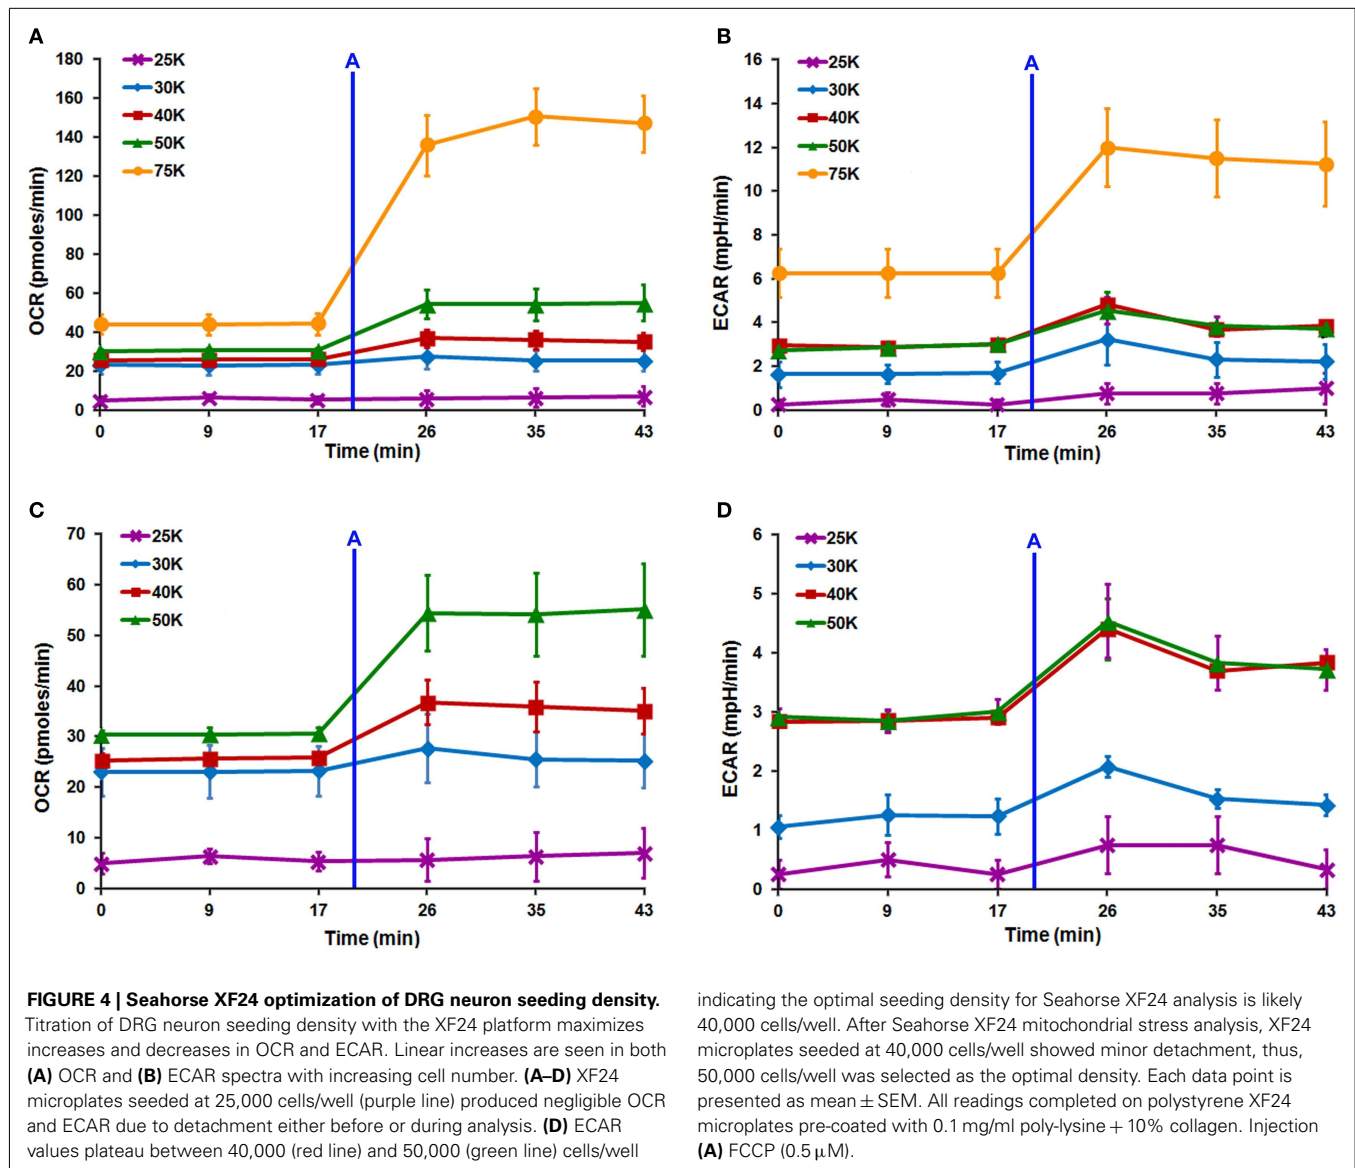 A
180
160
140
120
100
80
60
40
20
0
OCR (pmoles/min)
25K
30K
40K
50K
75K
A
0 9 17 26 35 43
Time (min)
B
16
14
12
10
8
6
4
2
0
ECAR (mpH/min)
25K
30K
40K
50K
75K
A
0 9 17 26 35 43
Time (min)
C
70
60
50
40
30
20
10
0
OCR (pmoles/min)
25K
30K
40K
50K
A
0 9 17 26 35 43
Time (min)
D
6
5
4
3
2
1
0
ECAR (mpH/min)
25K
30K
40K
50K
A
0 9 17 26 35 43
Time (min)
FIGURE 4 | Seahorse XF24 optimization of DRG neuron seeding density.
Titration of DRG neuron seeding density with the XF24 platform maximizes
increases and decreases in OCR and ECAR. Linear increases are seen in both
(A) OCR and (B) ECAR spectra with increasing cell number. (A–D) XF24
microplates seeded at 25,000 cells/well (purple line) produced negligible OCR
and ECAR due to detachment either before or during analysis. (D) ECAR
values plateau between 40,000 (red line) and 50,000 (green line) cells/well
indicating the optimal seeding density for Seahorse XF24 analysis is likely
40,000 cells/well. After Seahorse XF24 mitochondrial stress analysis, XF24
microplates seeded at 40,000 cells/well showed minor detachment, thus,
50,000 cells/well was selected as the optimal density. Each data point is
presented as mean ± SEM. All readings completed on polystyrene XF24
microplates pre-coated with 0.1 mg/ml poly-lysine + 10% collagen. Injection
(A) FCCP (0.5 μM).